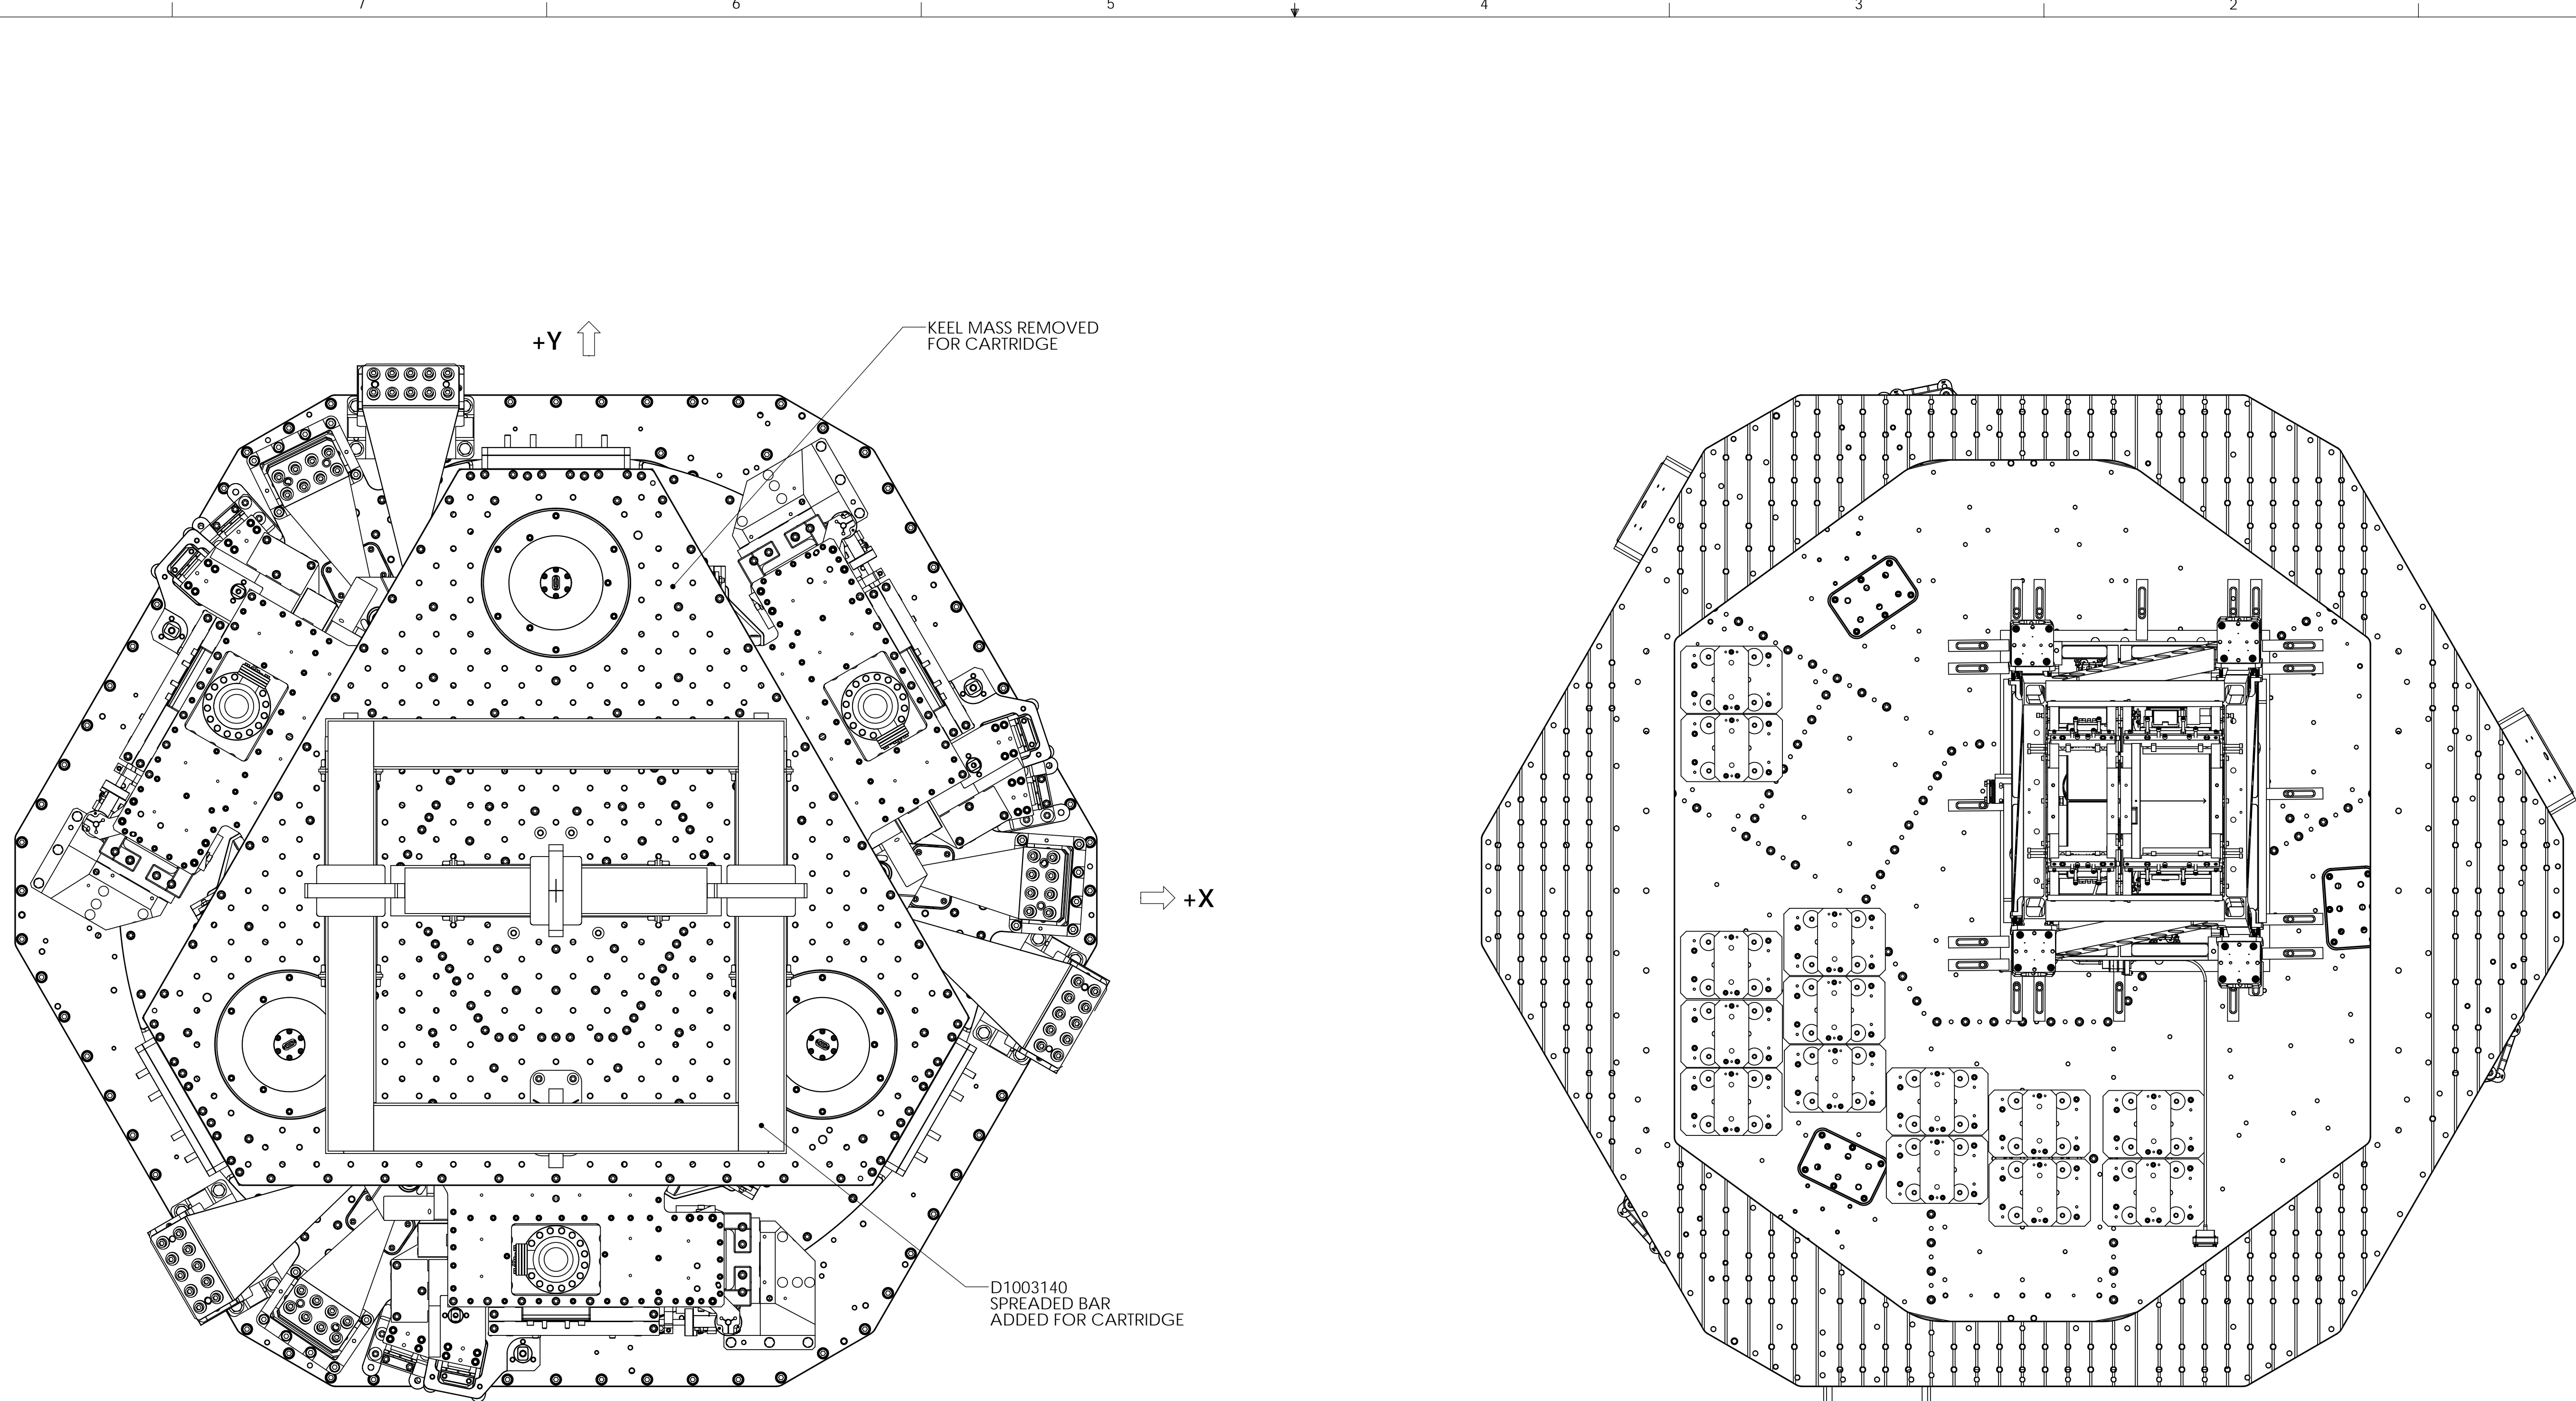 7 6 5 4 3 2
KEEL MASS REMOVED
FOR CARTRIDGE
+Y
+X
D1003140
SPREADED BAR
ADDED FOR CARTRIDGE